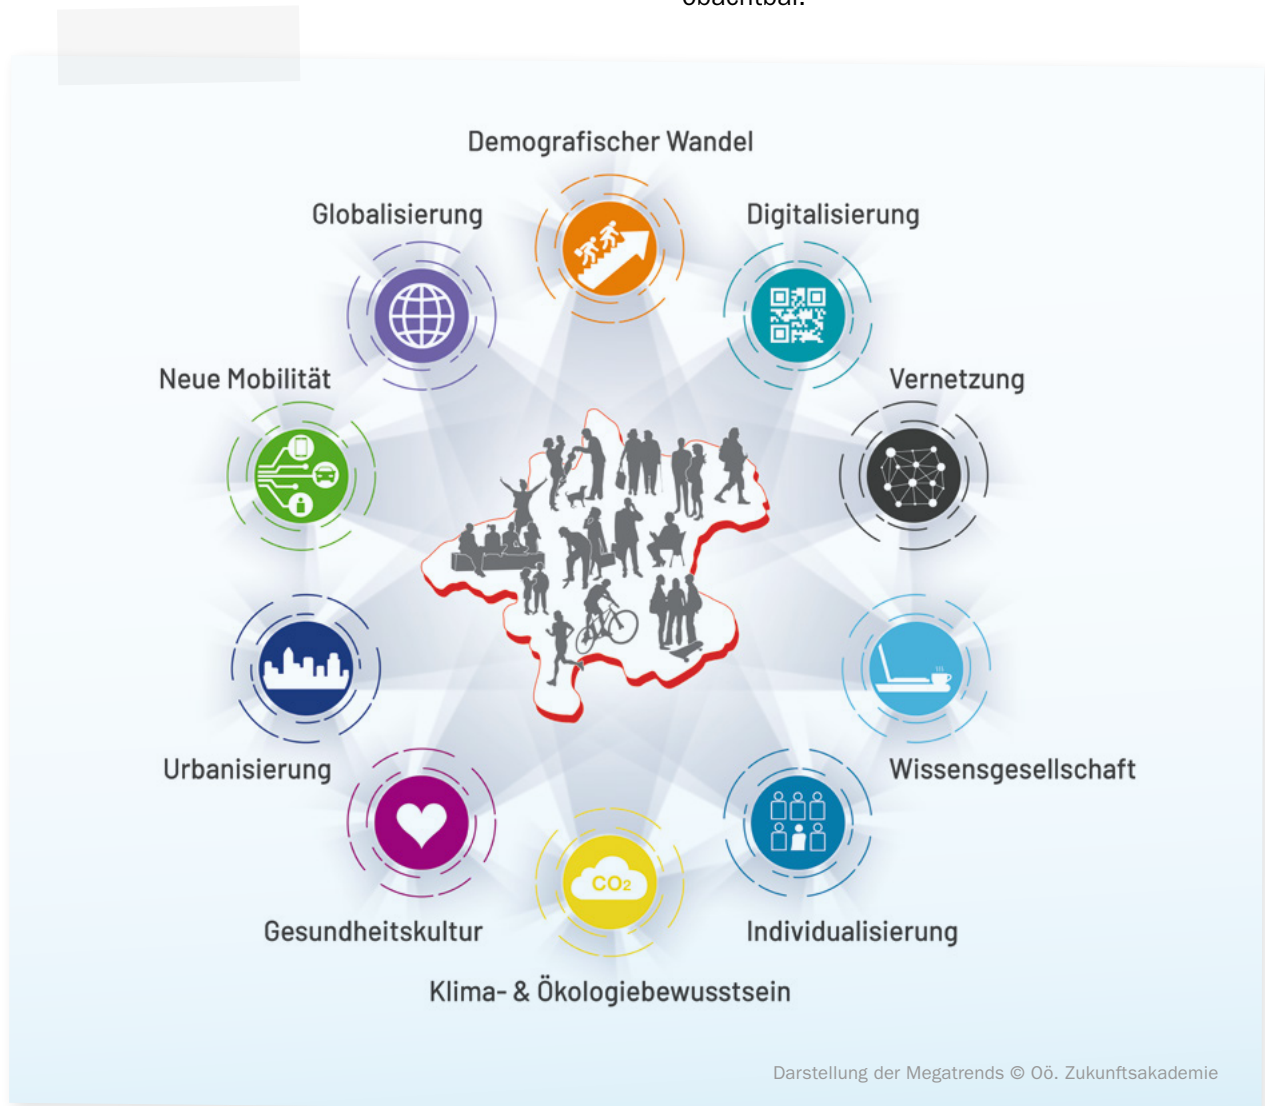 obachtbar.
Demografischer Wandel
Globalisierung
Digitalisierung
Neue Mobilität
Vernetzung
Urbanisierung
Wissensgesellschaft
Gesundheitskultur
CO2
Individualisierung
Klima- & Ökologiebewusstsein
Darstellung der Megatrends © Oö. Zukunftsakademie